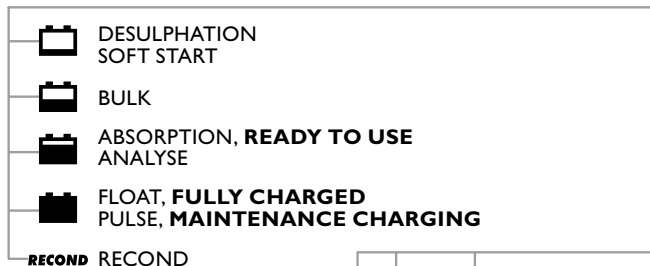 DESULPHATION
SOFT START
BULK
ABSORPTION, READY TO USE
ANALYSE
FLOAT, FULLY CHARGED
PULSE, MAINTENANCE CHARGING
RECOND RECOND